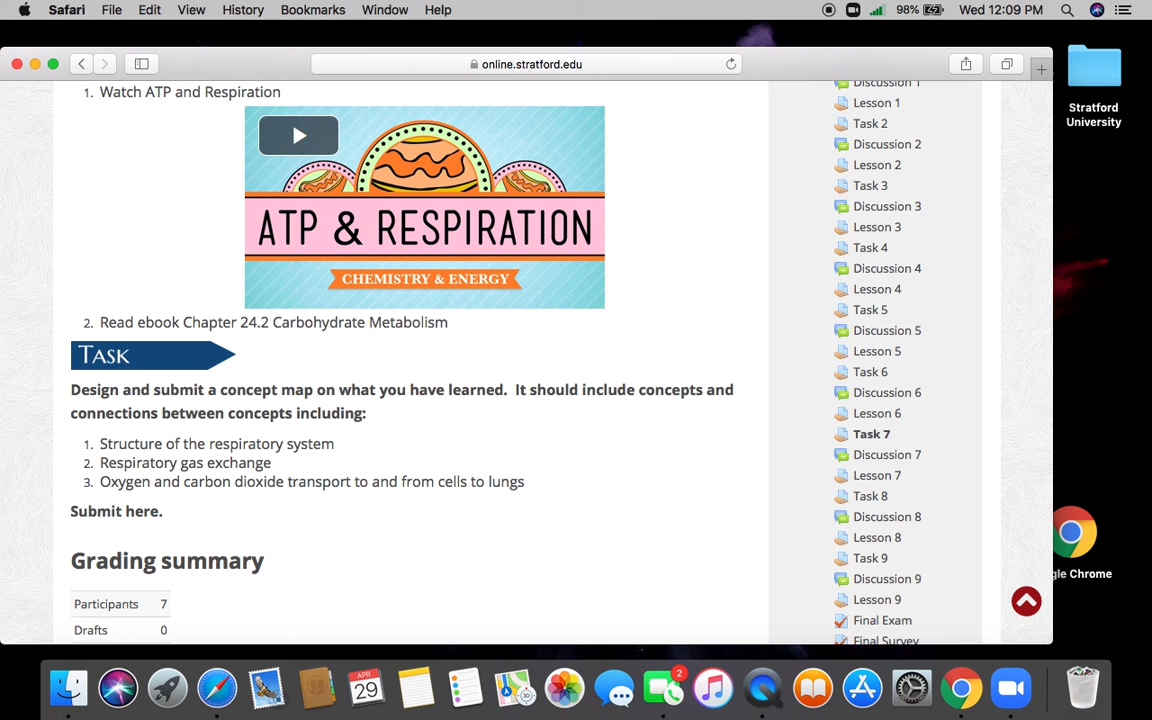 Safari File Edit View History Bookmarks Window Help 98% Wed 12:09 PM
online.stratford.edu
Stratford
University
1. Watch ATP and Respiration
ATP & RESPIRATION
CHEMISTRY & ENERGY
2. Read ebook Chapter 24.2 Carbohydrate Metabolism
TASK
Design and submit a concept map on what you have learned. It should include concepts and
connections between concepts including:
1. Structure of the respiratory system
2. Respiratory gas exchange
3. Oxygen and carbon dioxide transport to and from cells to lungs
Submit here.
Grading summary
Participants 7
Drafts 0
Discussion 1
Lesson 1
Task 2
Discussion 2
Lesson 2
Task 3
Discussion 3
Lesson 3
Task 4
Discussion 4
Lesson 4
Task 5
Discussion 5
Lesson 5
Task 6
Discussion 6
Lesson 6
Task 7
Discussion 7
Lesson 7
Task 8
Discussion 8
Lesson 8
Task 9
Discussion 9
Lesson 9
Final Exam
Final Survey
gle Chrome
APR
29
2